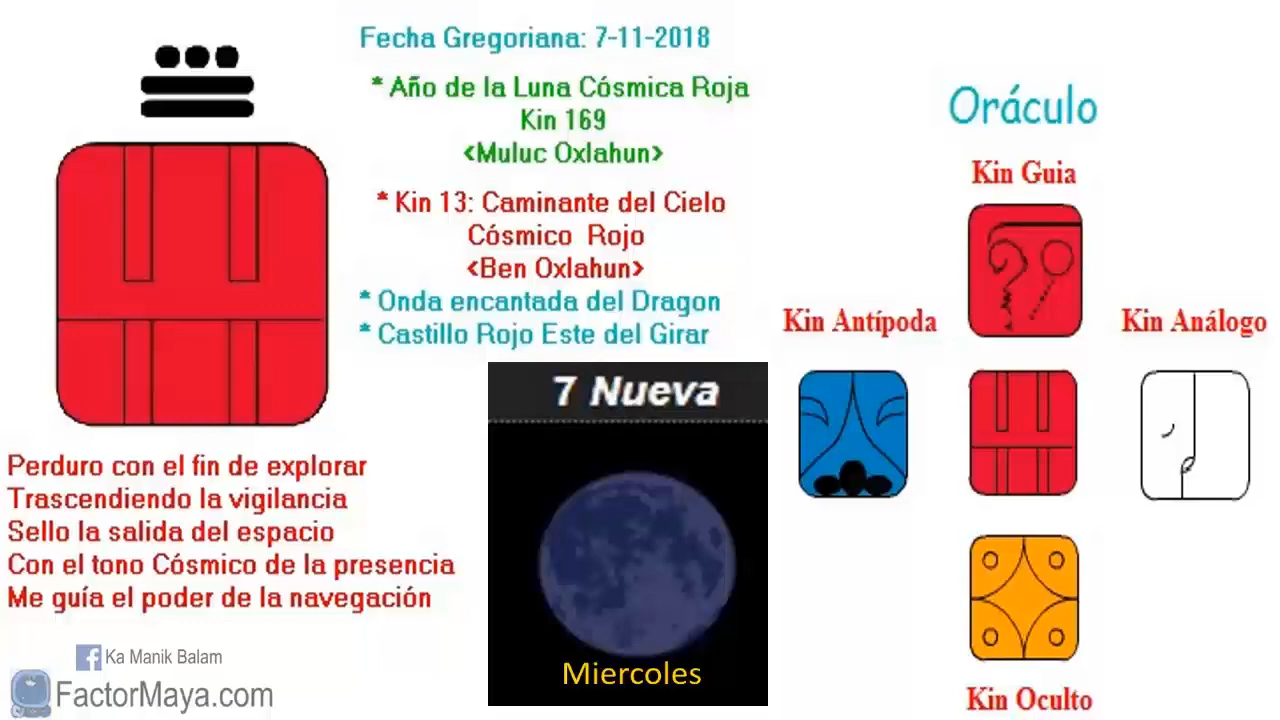 Fecha Gregoriana: 7-11-2018
* Año de la Luna Cósmica Roja
Kin 169
<Muluc Oxlahun>
* Kin 13: Caminante del Cielo
Cósmico Rojo
<Ben Oxlahun>
* Onda encantada del Dragon
* Castillo Rojo Este del Girar
Perduro con el fin de explorar
Trascendiendo la vigilancia
Sello la salida del espacio
Con el tono Cósmico de la presencia
Me guía el poder de la navegación
Ka Manik Balam
FactorMaya.com
7 Nueva
Miercoles
Oráculo
Kin Guia
Kin Antípoda
Kin Análogo
Kin Oculto